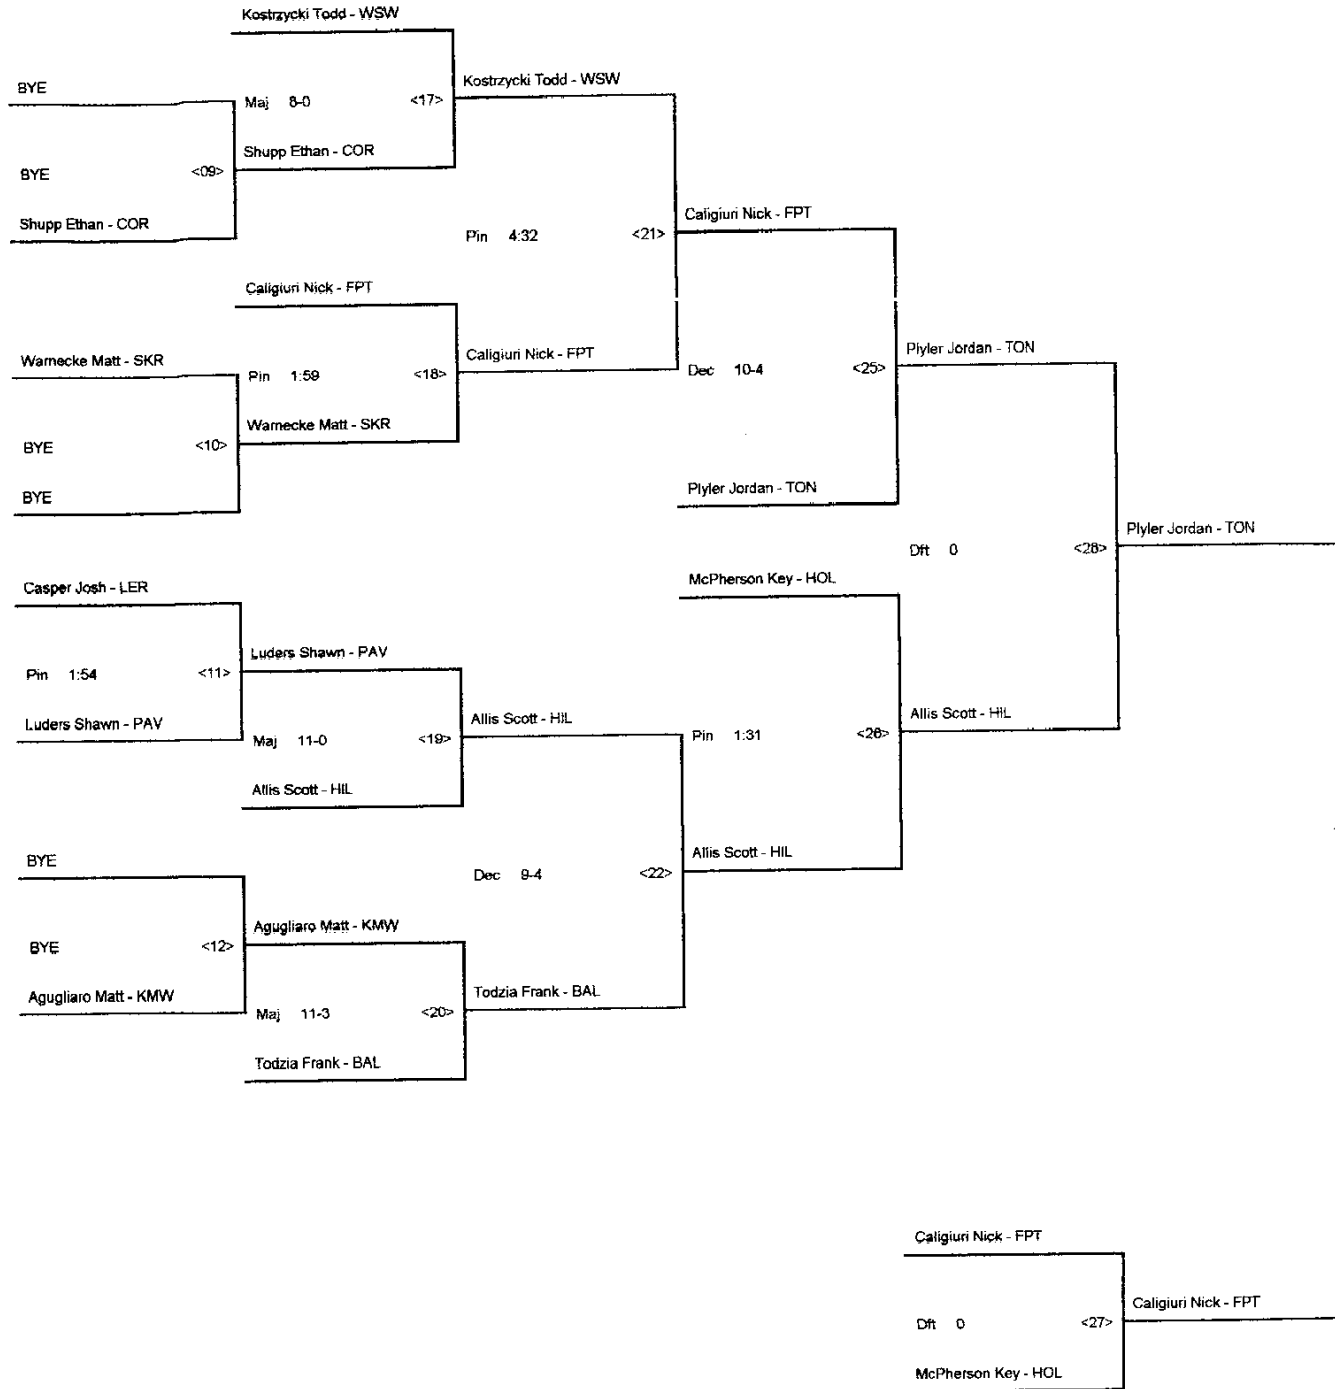 Kostrzycki Todd - WSW
Kostrzycki Todd - WSW
BYE
Maj 8-0 <17>
Shupp Ethan - COR
BYE <09>
Shupp Ethan - COR
Caligiuri Nick - FPT
Pin 4:32 <21>
Caligiuri Nick - FPT
Plyler Jordan - TON
Caligiuri Nick - FPT
Warnecke Matt - SKR
Pin 1:59 <18>
Dec 10-4 <25>
Warnecke Matt - SKR
BYE <10>
BYE
Plyler Jordan - TON
Plyler Jordan - TON
Dft 0 <28>
McPherson Key - HOL
Casper Josh - LER
Luders Shawn - PAV
Pin 1:54 <11>
Allis Scott - HIL
Allis Scott - HIL
Luders Shawn - PAV
Maj 11-0 <19>
Pin 1:31 <26>
Allis Scott - HIL
Allis Scott - HIL
BYE
Dec 9-4 <22>
Agugliaro Matt - KMW
BYE <12>
Todzia Frank - BAL
Agugliaro Matt - KMW
Maj 11-3 <20>
Todzia Frank - BAL
Caligiuri Nick - FPT
Caligiuri Nick - FPT
Dft 0 <27>
McPherson Key - HOL